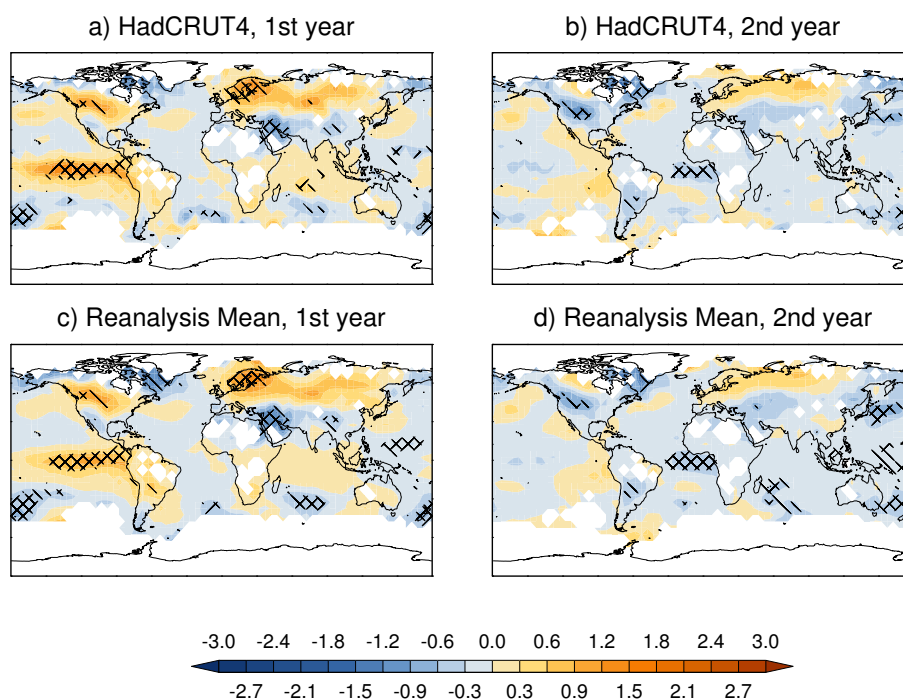 a) HadCRUT4, 1st year
b) HadCRUT4, 2nd year
c) Reanalysis Mean, 1st year
d) Reanalysis Mean, 2nd year
-3.0 -2.4 -1.8 -1.2 -0.6 0.0 0.6 1.2 1.8 2.4 3.0
-2.7 -2.1 -1.5 -0.9 -0.3 0.3 0.9 1.5 2.1 2.7